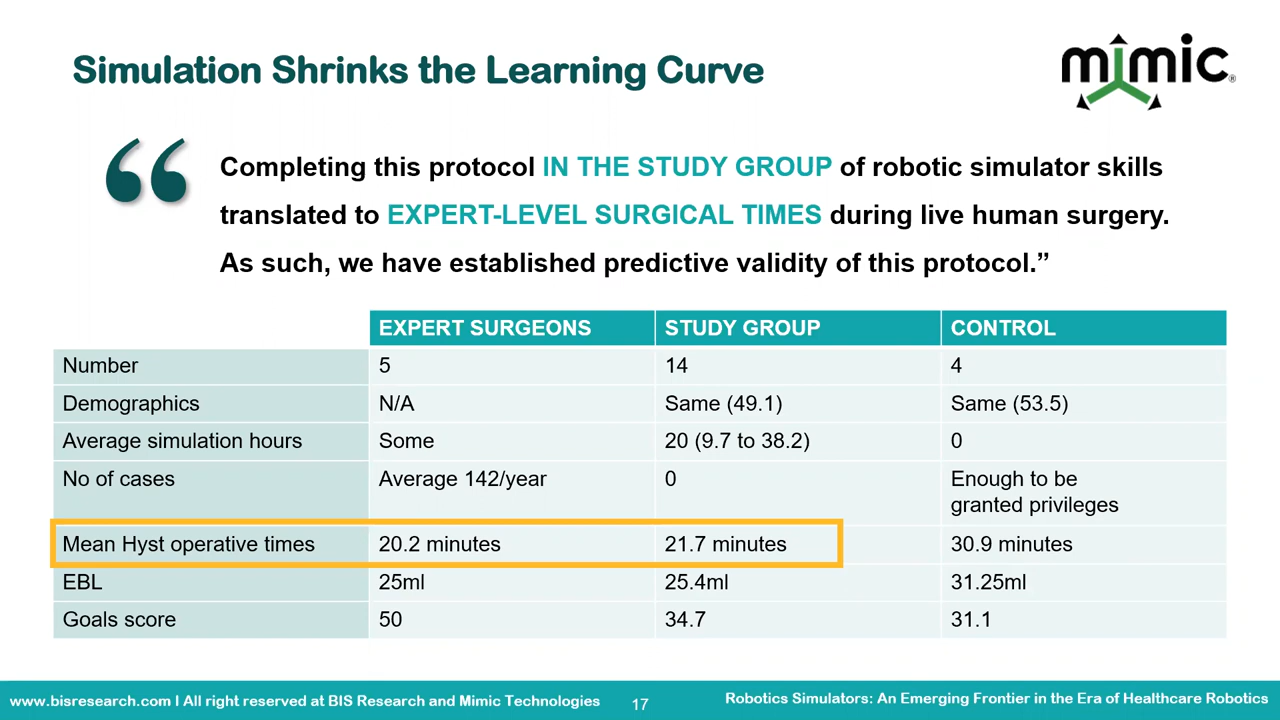 Simulation Shrinks the Learning Curve
mimic®
“
Completing this protocol IN THE STUDY GROUP of robotic simulator skills
translated to EXPERT-LEVEL SURGICAL TIMES during live human surgery.
As such, we have established predictive validity of this protocol.”
EXPERT SURGEONS STUDY GROUP CONTROL
Number 5 14 4
Demographics N/A Same (49.1) Same (53.5)
Average simulation hours Some 20 (9.7 to 38.2) 0
No of cases Average 142/year 0 Enough to be
granted privileges
Mean Hyst operative times 20.2 minutes 21.7 minutes 30.9 minutes
EBL 25ml 25.4ml 31.25ml
Goals score 50 34.7 31.1
www.bisresearch.com I All right reserved at BIS Research and Mimic Technologies
17
Robotics Simulators: An Emerging Frontier in the Era of Healthcare Robotics